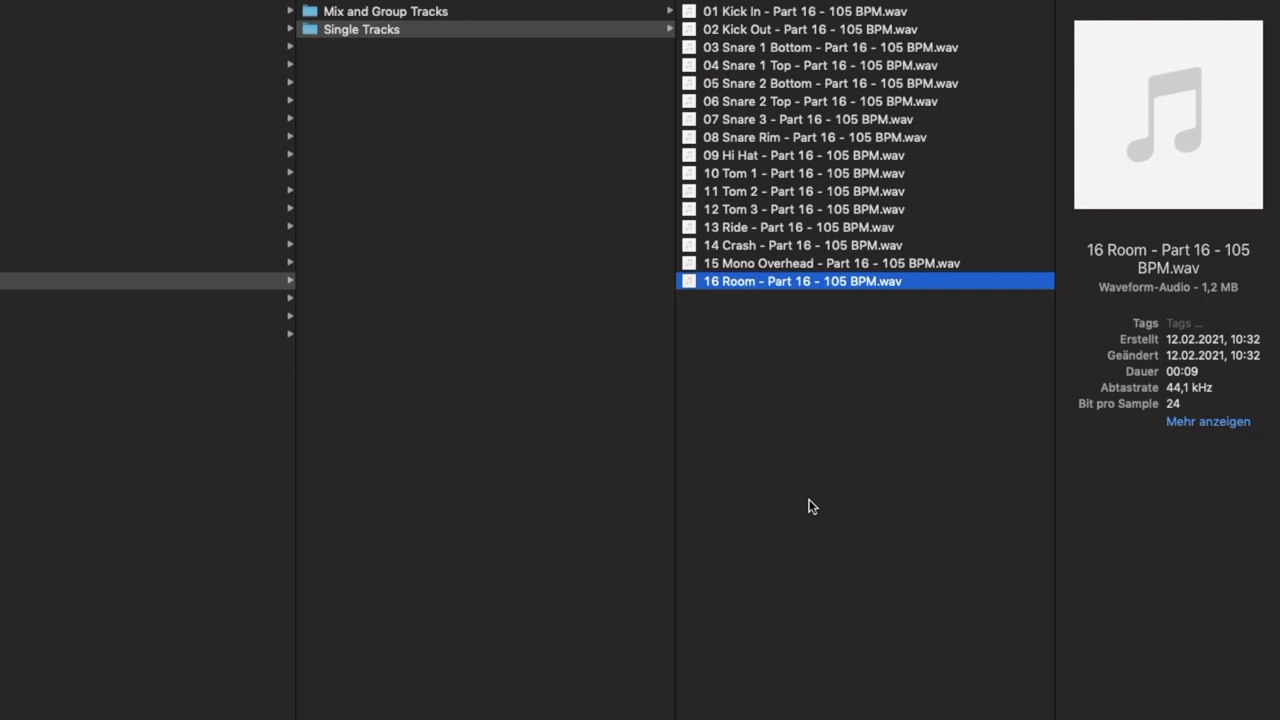 Mix and Group Tracks
Single Tracks
01 Kick In - Part 16 - 105 BPM.wav
02 Kick Out - Part 16 - 105 BPM.wav
03 Snare 1 Bottom - Part 16 - 105 BPM.wav
04 Snare 1 Top - Part 16 - 105 BPM.wav
05 Snare 2 Bottom - Part 16 - 105 BPM.wav
06 Snare 2 Top - Part 16 - 105 BPM.wav
07 Snare 3 - Part 16 - 105 BPM.wav
08 Snare Rim - Part 16 - 105 BPM.wav
09 Hi Hat - Part 16 - 105 BPM.wav
10 Tom 1 - Part 16 - 105 BPM.wav
11 Tom 2 - Part 16 - 105 BPM.wav
12 Tom 3 - Part 16 - 105 BPM.wav
13 Ride - Part 16 - 105 BPM.wav
14 Crash - Part 16 - 105 BPM.wav
15 Mono Overhead - Part 16 - 105 BPM.wav
16 Room - Part 16 - 105 BPM.wav
16 Room - Part 16 - 105
BPM.wav
Waveform-Audio - 1,2 MB
Tags Tags ...
Erstellt 12.02.2021, 10:32
Geändert 12.02.2021, 10:32
Dauer 00:09
Abtastrate 44,1 kHz
Bit pro Sample 24
Mehr anzeigen